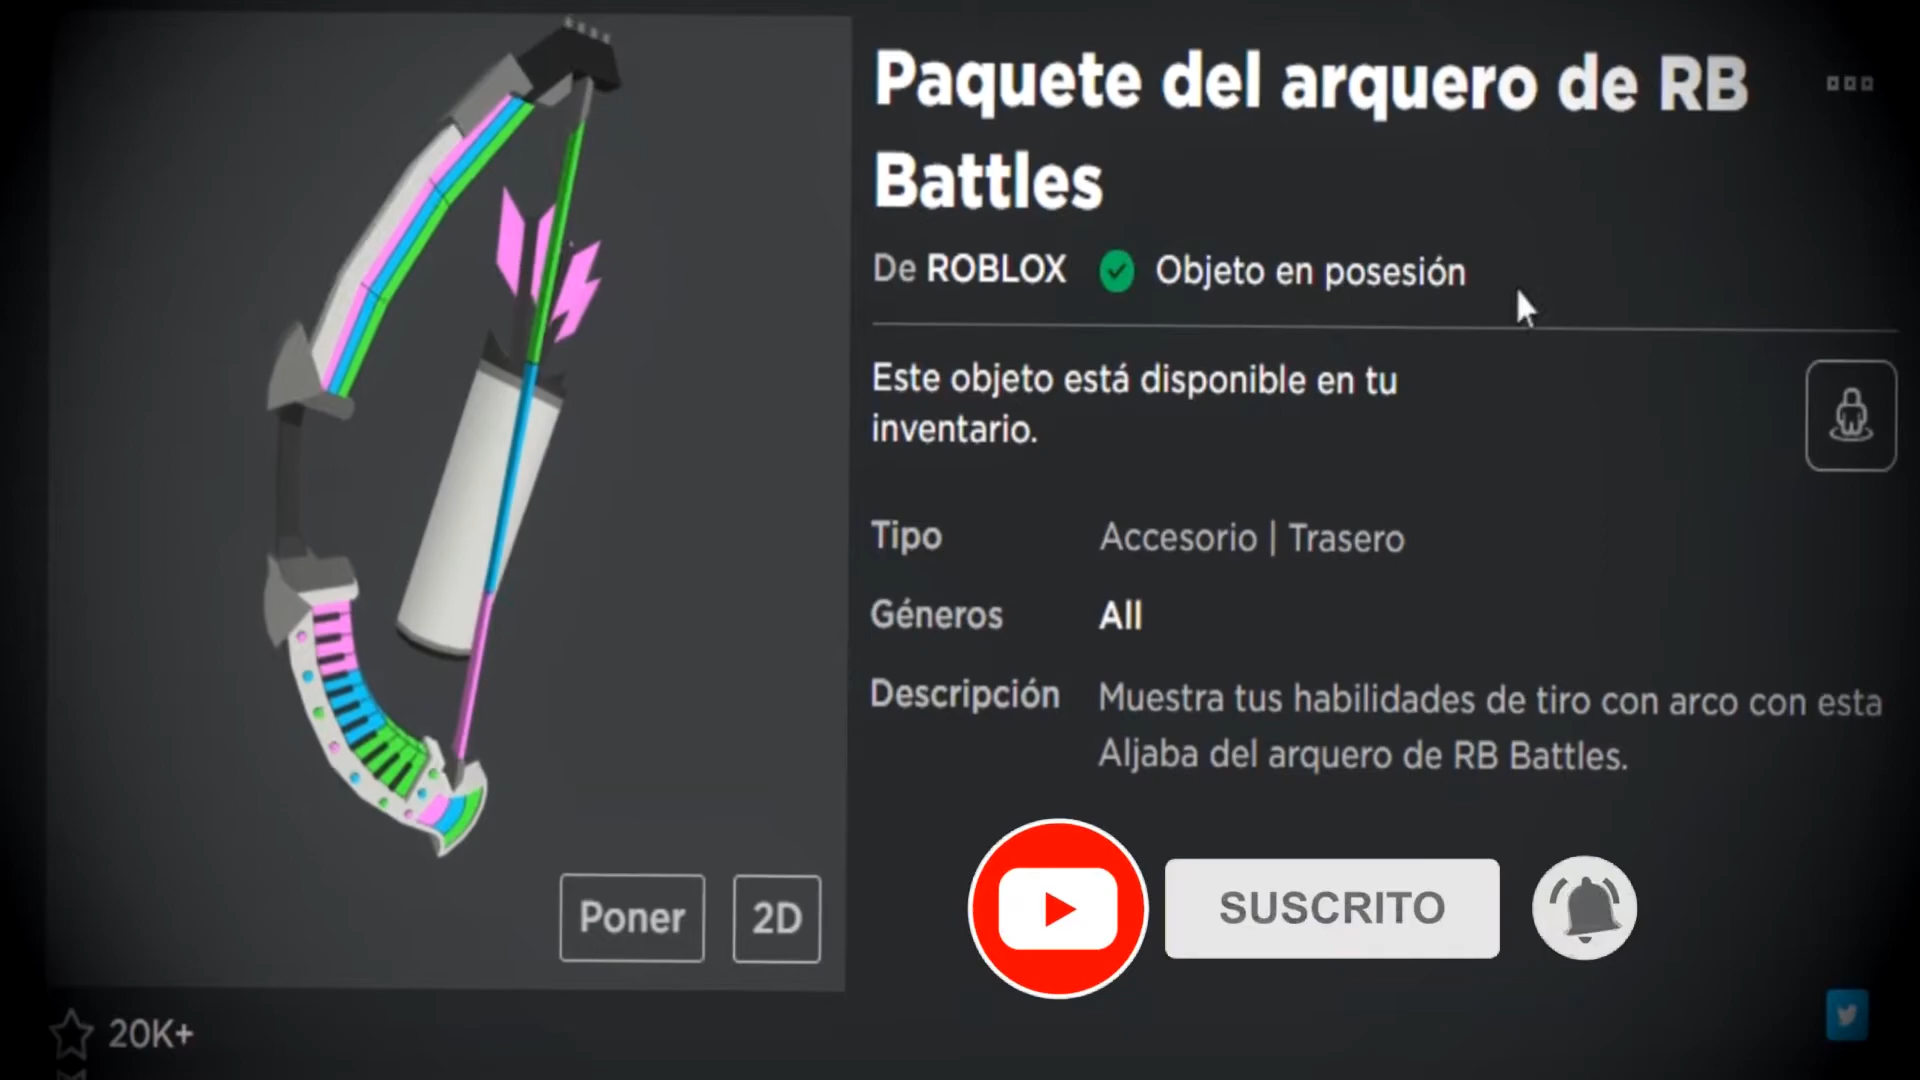 Paquete del arquero de RB
Battles
De ROBLOX Objeto en posesión
Este objeto está disponible en tu
inventario.
Tipo Accesorio | Trasero
Géneros All
Descripción Muestra tus habilidades de tiro con arco con esta
Aljaba del arquero de RB Battles.
Poner 2D
SUSCRITO
20K+